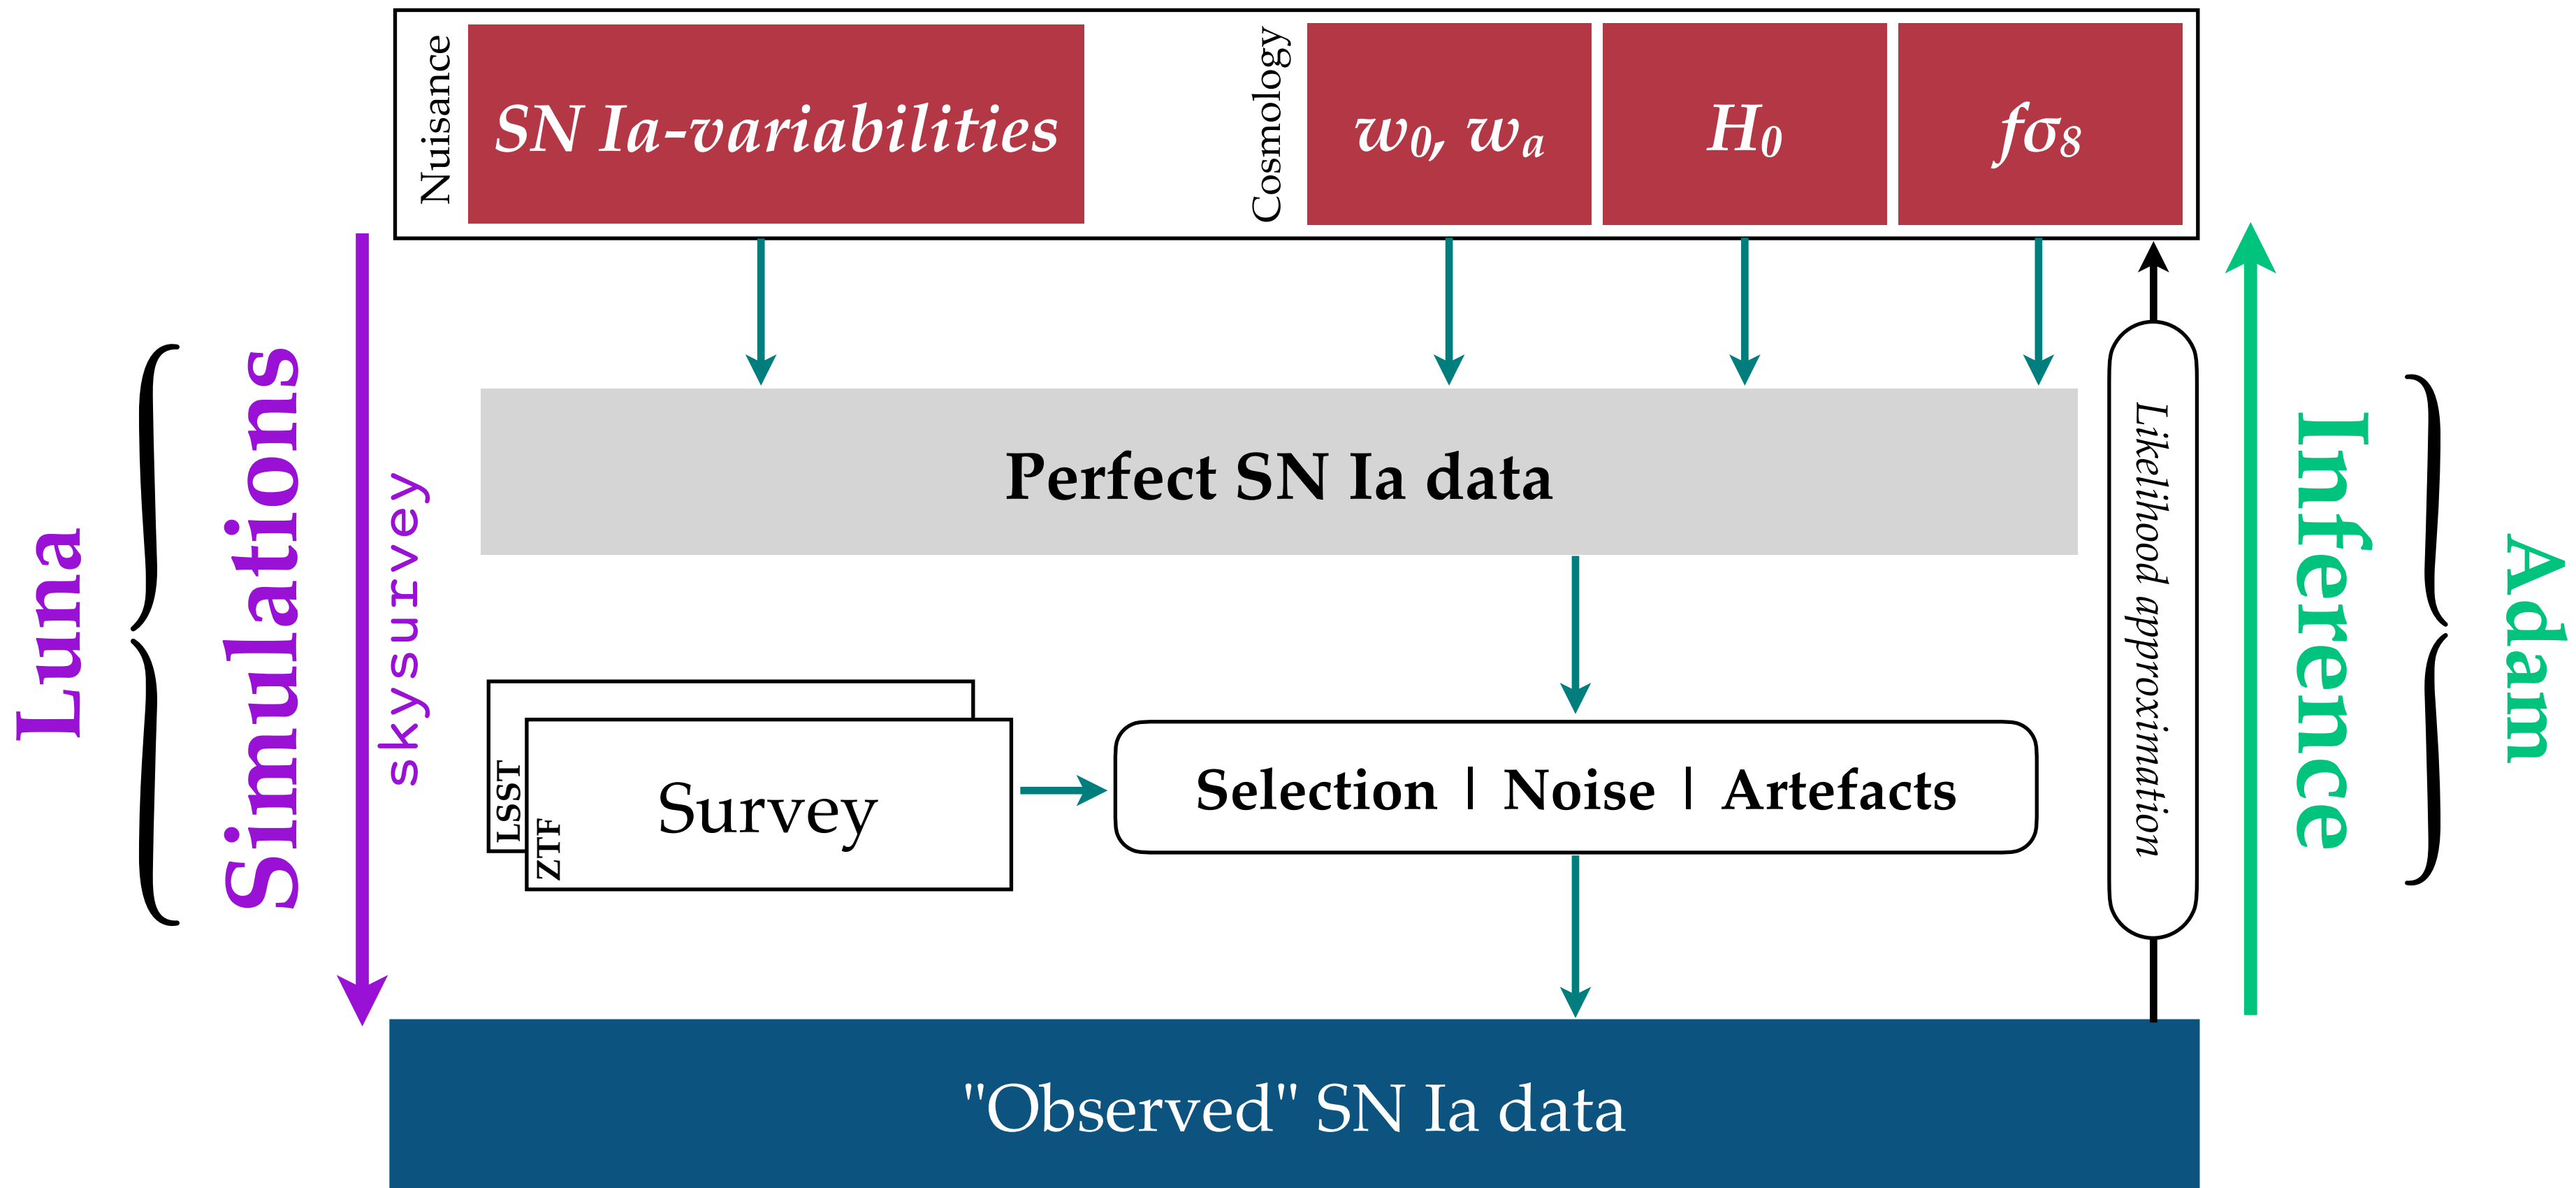 Nuisance
SN Ia-variabilities
Cosmology
w₀, wₐ
H₀
fσ₈
Luna
Simulations
skysurvey
Perfect SN Ia data
LSST
ZTF
Survey
Selection | Noise | Artefacts
Likelihood approximation
Inference
Adam
"Observed" SN Ia data